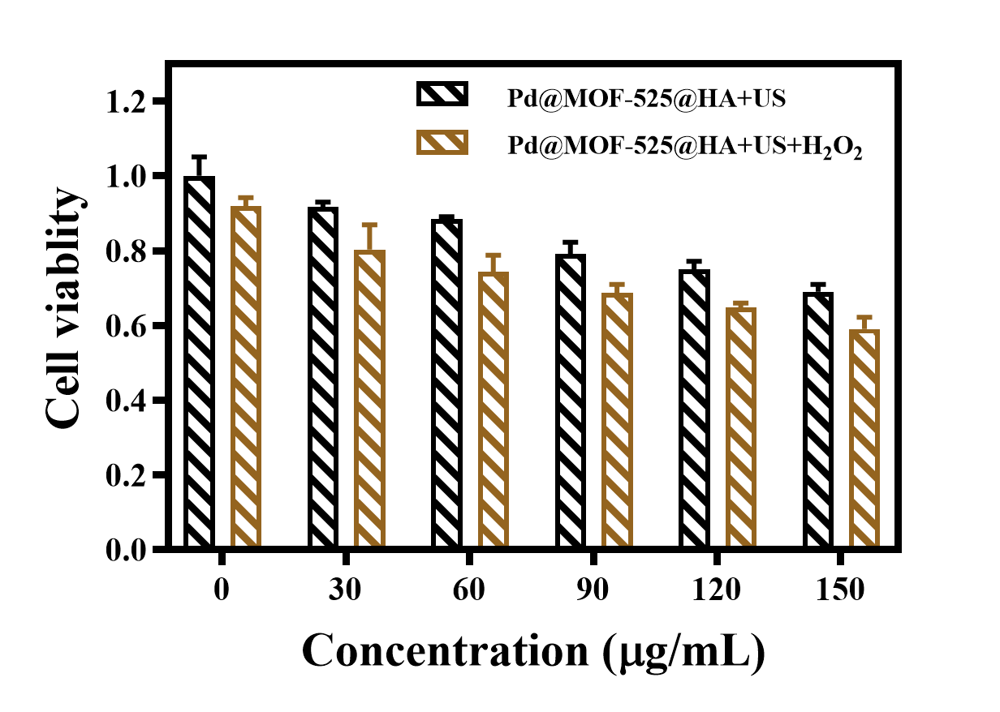 Pd@MOF-525@HA+US
Pd@MOF-525@HA+US+H₂O₂
1.2
1.0
0.8
0.6
0.4
0.2
0.0
Cell viablity
0 30 60 90 120 150
Concentration (μg/mL)